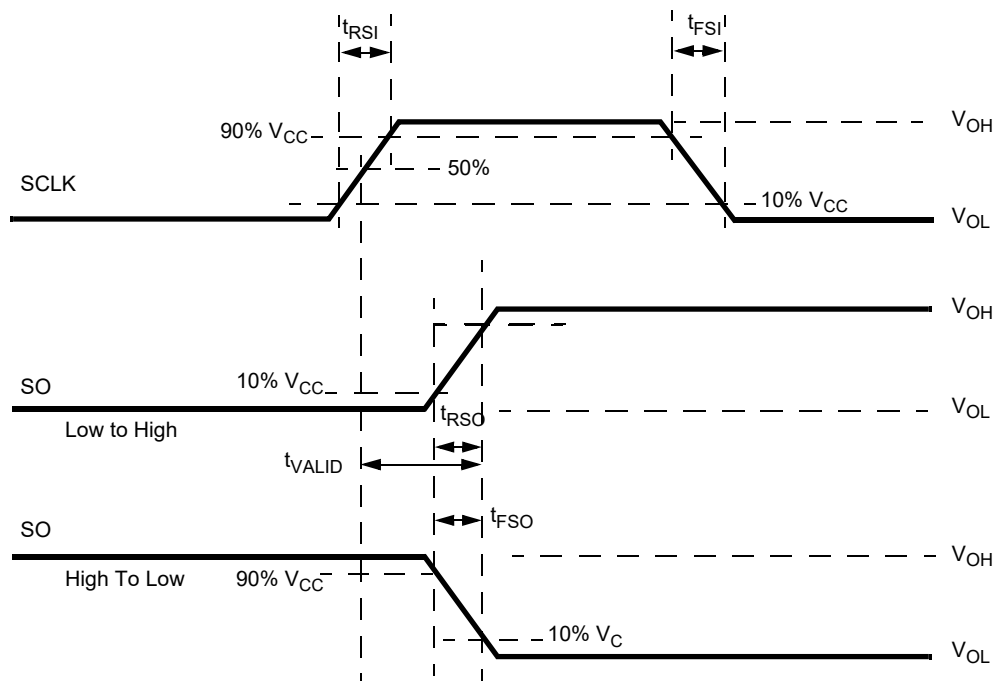 tRSI
tFSI
90% VCC
VOH
50%
SCLK
10% VCC
VOL
VOH
SO
10% VCC
tRSO
VOL
Low to High
tVALID
tFSO
SO
VOH
High To Low
90% VCC
10% VC
VOL